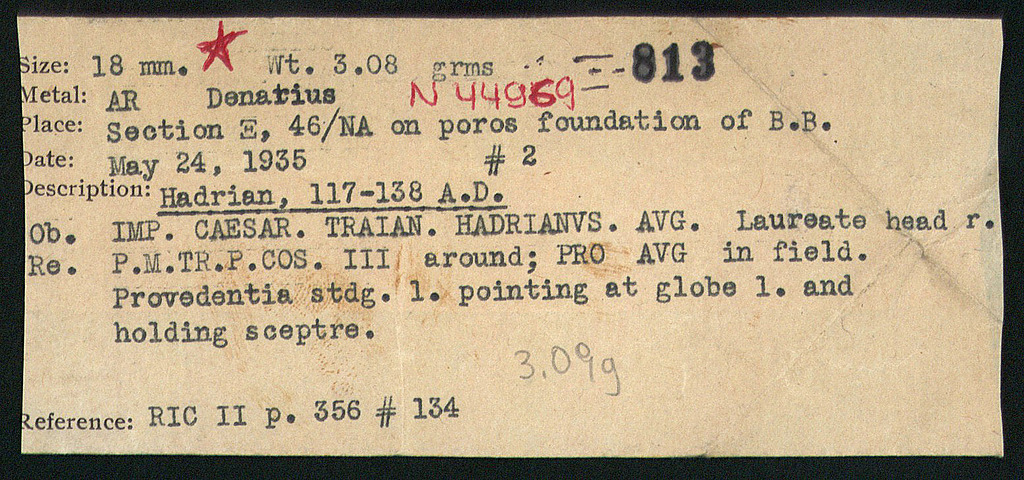 Size: 18 mm. Wt. 3.08 grms 813
Metal: AR Denarius N 44969
Place: Section E, 46/NA on poros foundation of B.B.
Date: May 24, 1935 # 2
Description: Hadrian, 117-138 A.D.
Ob. IMP. CAESAR. TRAIAN. HADRIANVS. AVG. Laureate head r.
Re. P.M.TR.P.COS. III around; PRO AVG in field.
Provedentia stdg. l. pointing at globe l. and
holding sceptre.
3.09g
Reference: RIC II p. 356 # 134